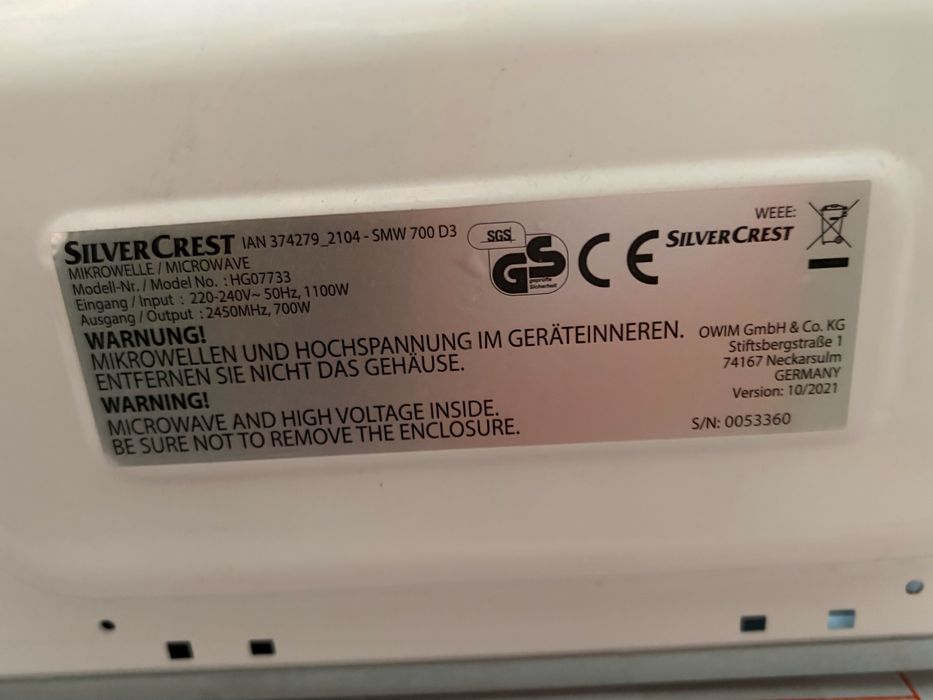 SILVERCREST IAN 374279_2104 - SMW 700 D3
MIKROWELLE / MICROWAVE
Modell-Nr. / Model No. : HG07733
Eingang / Input : 220-240V~ 50Hz, 1100W
Ausgang / Output : 2450MHz, 700W
WARNUNG!
MIKROWELLEN UND HOCHSPANNUNG IM GERÄTEINNEREN.
ENTFERNEN SIE NICHT DAS GEHÄUSE.
WARNING!
MICROWAVE AND HIGH VOLTAGE INSIDE.
BE SURE NOT TO REMOVE THE ENCLOSURE.
SGS
GS
geprüfte
Sicherheit
CE
SILVERCREST
WEEE:
OWIM GmbH & Co. KG
Stiftsbergstraße 1
74167 Neckarsulm
GERMANY
Version: 10/2021
S/N: 0053360